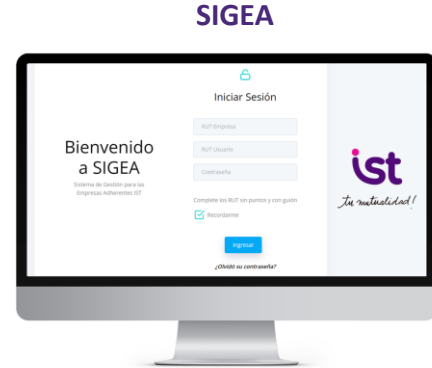 SIGEA
Bienvenido
a SIGEA
Sistema de Gestión para las
Empresas Adherentes IST
Iniciar Sesión
RUT Empresa
RUT Usuario
Contraseña
Complete los RUT sin puntos y con guión
Recordarme
Ingresar
¿Olvidó su contraseña?
ist
tu mutualidad!